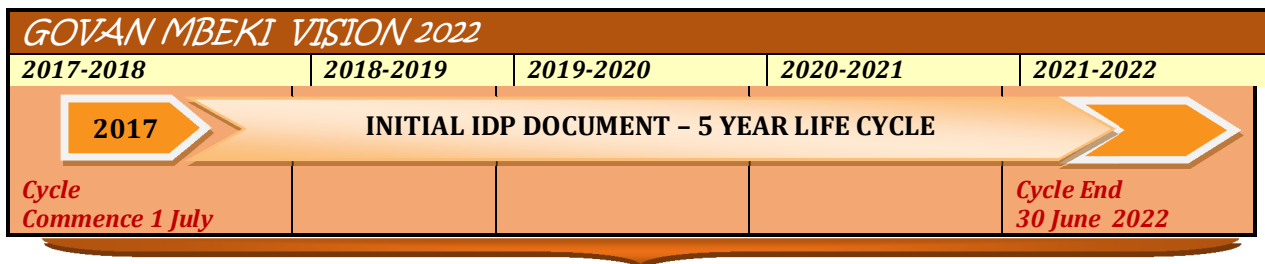 GOVAN MBEKI VISION 2022
2017-2018 2018-2019 2019-2020 2020-2021 2021-2022
2017 INITIAL IDP DOCUMENT – 5 YEAR LIFE CYCLE
Cycle Cycle End
Commence 1 July 30 June 2022